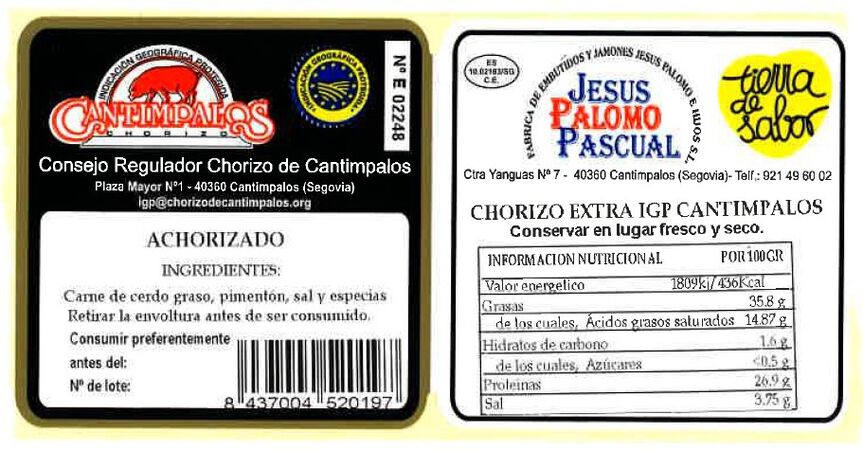 INDICACIÓN GEOGRÁFICA PROTEGIDA
CANTIMPALOS
CHORIZO
INDICACIÓN GEOGRÁFICA PROTEGIDA
Nº E 02248
Consejo Regulador Chorizo de Cantimpalos
Plaza Mayor Nº1 - 40360 Cantimpalos (Segovia)
igp@chorizodecantimpalos.org
ACHORIZADO
INGREDIENTES:
Carne de cerdo graso, pimentón, sal y especias
Retirar la envoltura antes de ser consumido.
Consumir preferentemente
antes del:
Nº de lote:
8 437004 520197
ES
10.02183/SG
C.E.
FABRICA DE EMBUTIDOS Y JAMONES JESUS PALOMO E HIJOS S.L.
JESUS
PALOMO
PASCUAL
tierra
de
sabor
Ctra Yanguas Nº 7 - 40360 Cantimpalos (Segovia)- Telf.: 921 49 60 02
CHORIZO EXTRA IGP CANTIMPALOS
Conservar en lugar fresco y seco.
INFORMACION NUTRICIONAL POR 100 GR
Valor energetico 1809kj/436Kcal
Grasas 35.8 g
de los cuales, Ácidos grasos saturados 14.87 g
Hidratos de carbono 1.6 g
de los cuales, Azúcares <0.5 g
Proteinas 26.9 g
Sal 3.75 g